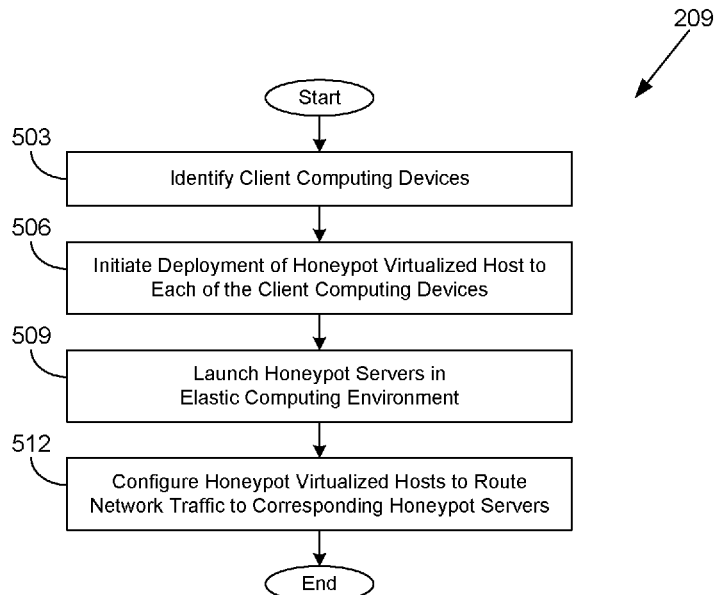 209
Start
503
Identify Client Computing Devices
506
Initiate Deployment of Honeypot Virtualized Host to
Each of the Client Computing Devices
509
Launch Honeypot Servers in
Elastic Computing Environment
512
Configure Honeypot Virtualized Hosts to Route
Network Traffic to Corresponding Honeypot Servers
End